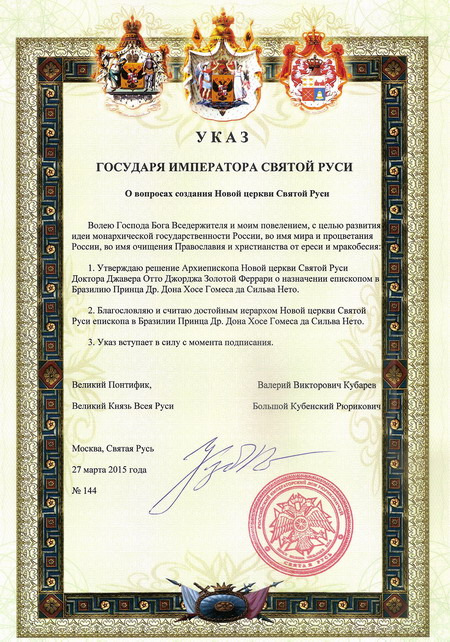 УКАЗ
ГОСУДАРЯ ИМПЕРАТОРА СВЯТОЙ РУСИ
О вопросах создания Новой церкви Святой Руси
Волею Господа Бога Вседержителя и моим повелением, с целью развития
идеи монархической государственности России, во имя мира и процветания
России, во имя очищения Православия и христианства от ереси и мракобесия:
1. Утверждаю решение Архиепископа Новой церкви Святой Руси
Доктора Джавера Отто Джорджа Золотой Феррари о назначении епископом в
Бразилию Принца Др. Дона Хосе Гомеса да Сильва Нето.
2. Благословляю и считаю достойным иерархом Новой церкви Святой
Руси епископа в Бразилии Принца Др. Дона Хосе Гомеса да Сильва Нето.
3. Указ вступает в силу с момента подписания.
Великий Понтифик, Валерий Викторович Кубарев
Великий Князь Всея Руси Большой Кубенский Рюрикович
Москва, Святая Русь
27 марта 2015 года
№ 144
СВЯТАЯ РУСЬ